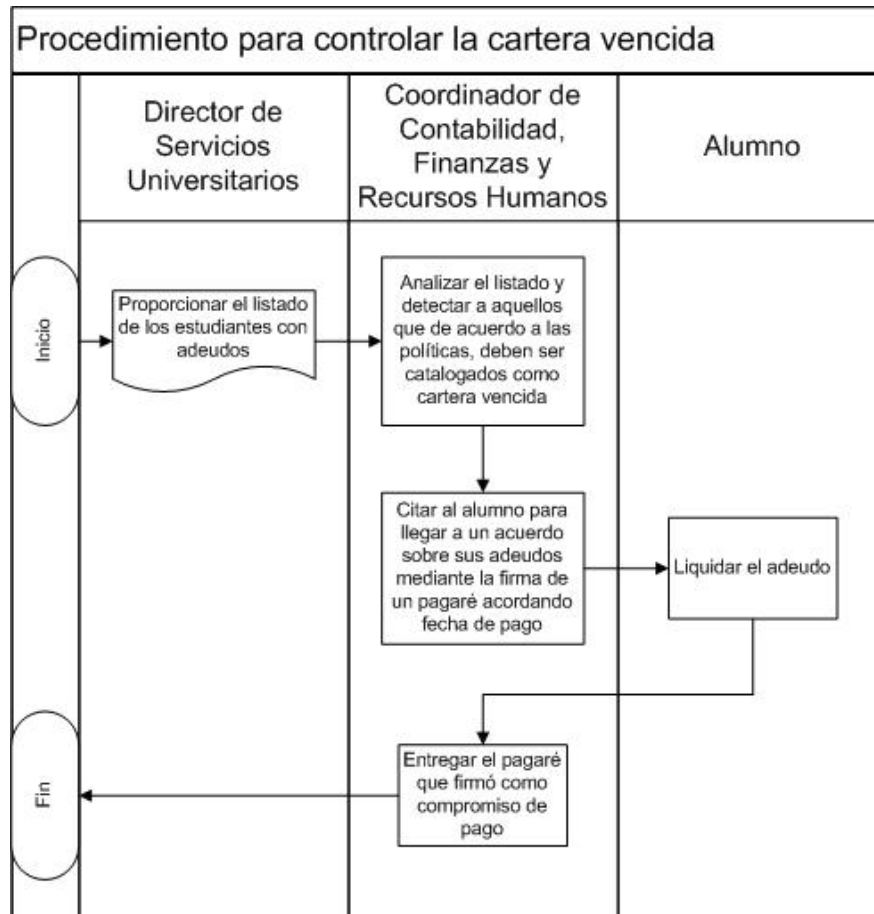 Procedimiento para controlar la cartera vencida
Director de
Servicios
Universitarios
Coordinador de
Contabilidad,
Finanzas y
Recursos Humanos
Alumno
Inicio
Proporcionar el listado
de los estudiantes con
adeudos
Analizar el listado y
detectar a aquellos
que de acuerdo a las
políticas, deben ser
catalogados como
cartera vencida
Citar al alumno para
llegar a un acuerdo
sobre sus adeudos
mediante la firma de
un pagaré acordando
fecha de pago
Liquidar el adeudo
Entregar el pagaré
que firmó como
compromiso de
pago
Fin